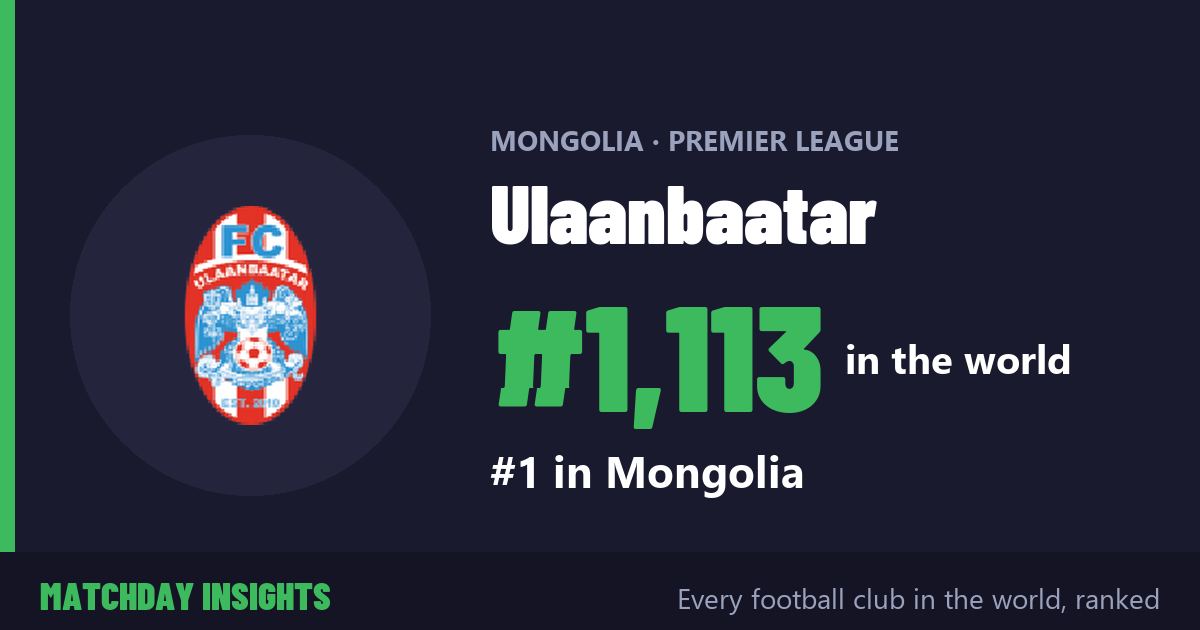 FC
ULAANBAATAR
EST. 2010
MONGOLIA · PREMIER LEAGUE
Ulaanbaatar
#1,113 in the world
#1 in Mongolia
MATCHDAY INSIGHTS
Every football club in the world, ranked